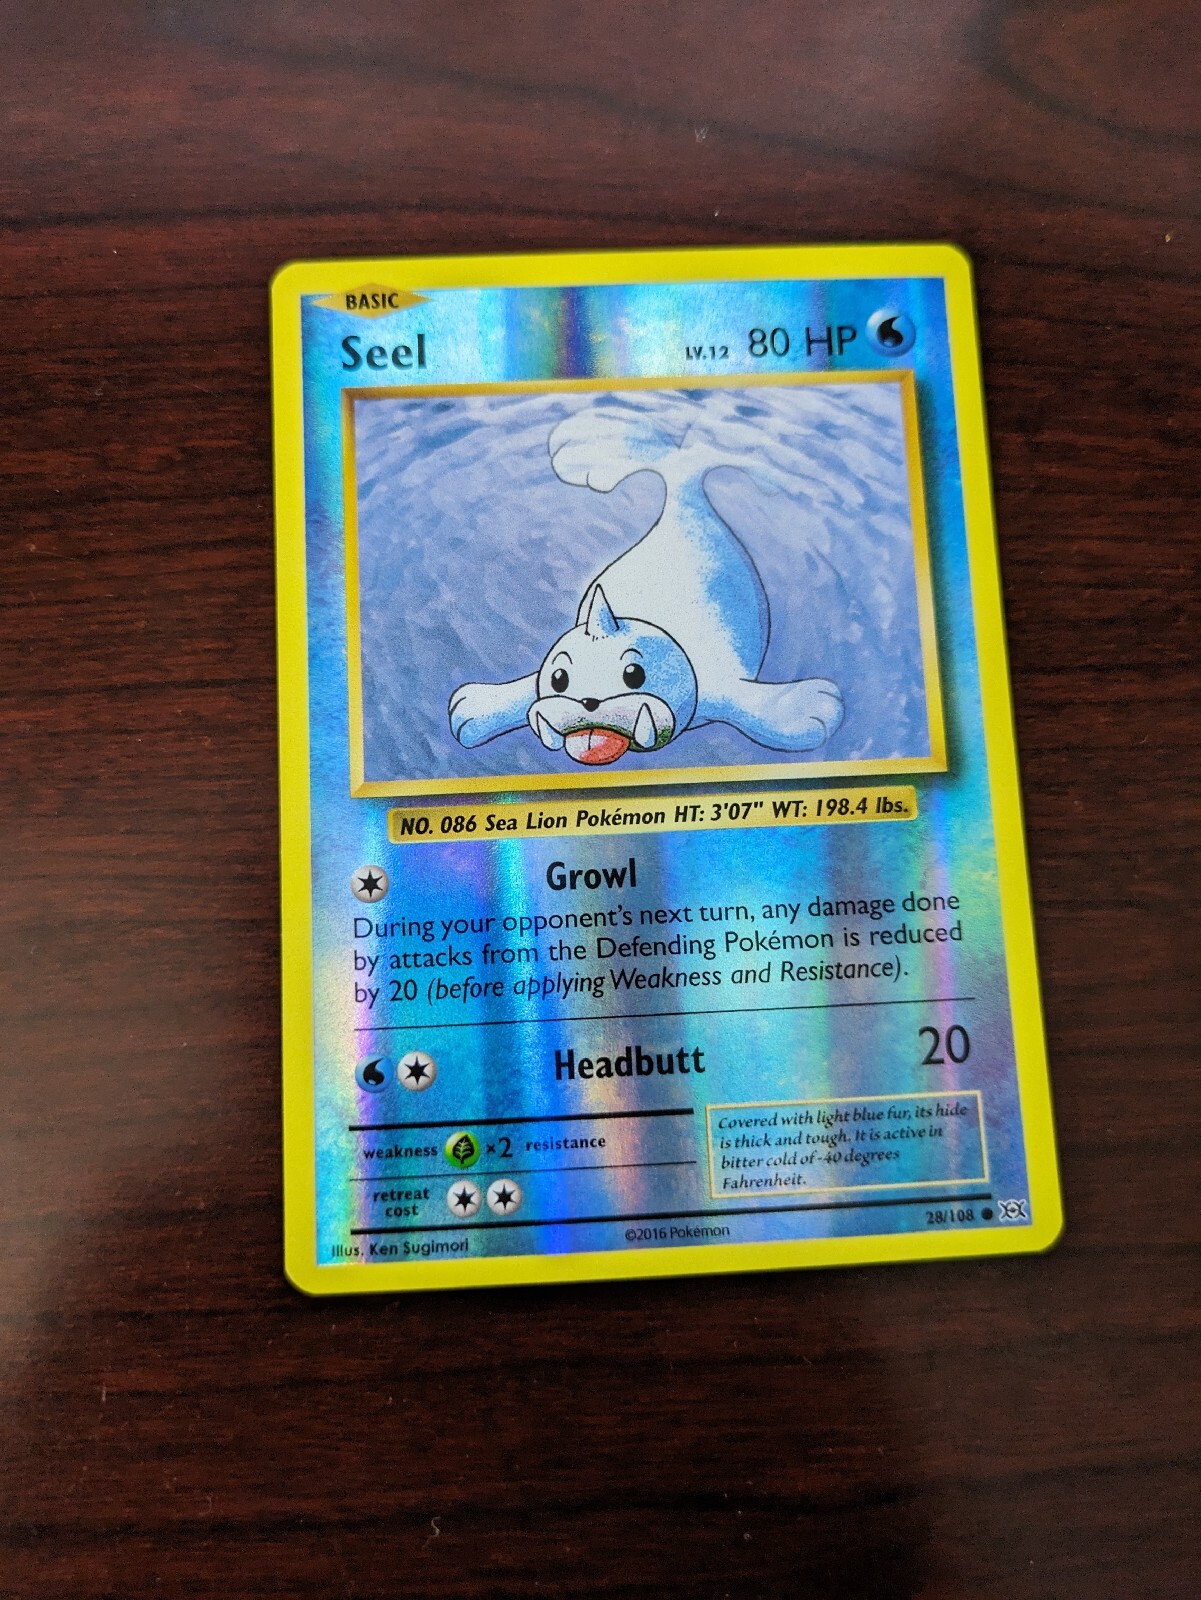 BASIC
Seel LV.12 80 HP
NO. 086 Sea Lion Pokémon HT: 3'07" WT: 198.4 lbs.
Growl
During your opponent's next turn, any damage done
by attacks from the Defending Pokémon is reduced
by 20 (before applying Weakness and Resistance).
Headbutt 20
weakness ×2 resistance
retreat
cost
Covered with light blue fur, its hide
is thick and tough. It is active in
bitter cold of -40 degrees
Fahrenheit.
Illus. Ken Sugimori ©2016 Pokémon 28/108